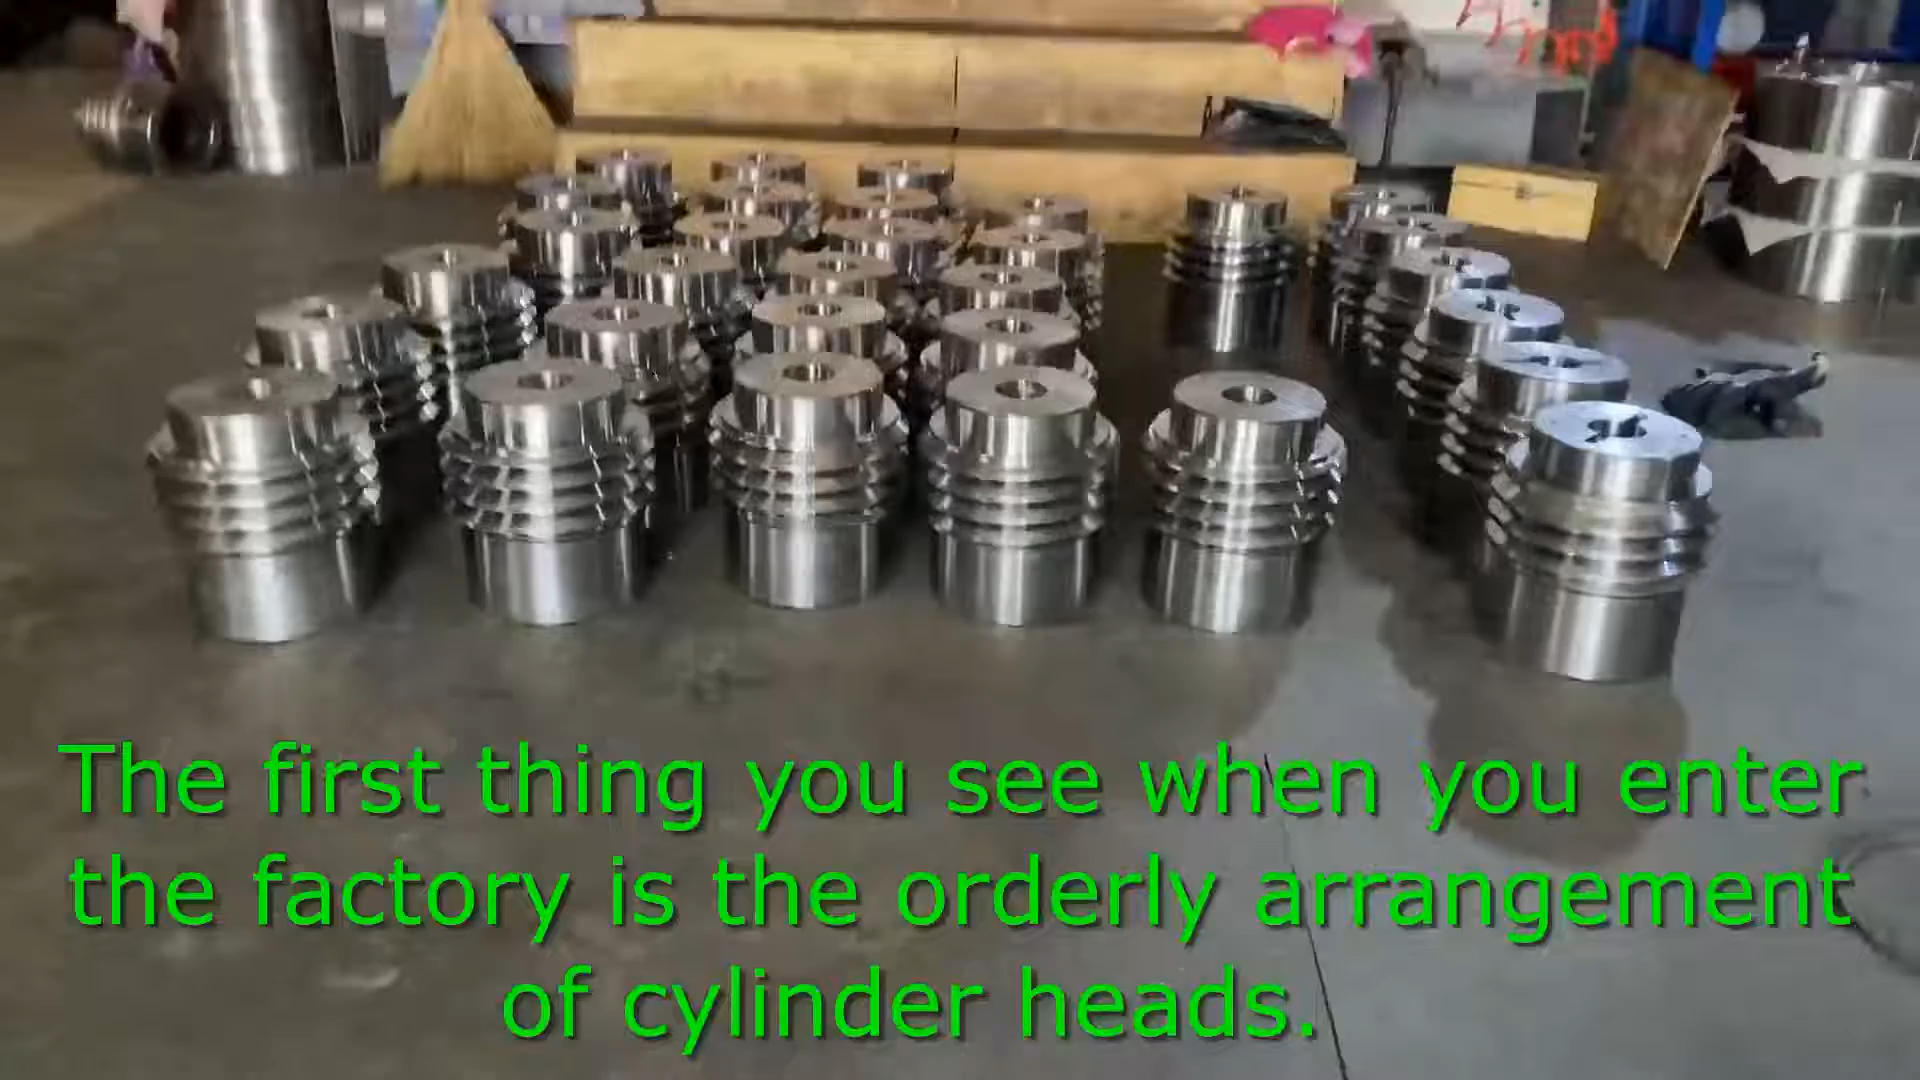 The first thing you see when you enter
the factory is the orderly arrangement
of cylinder heads.